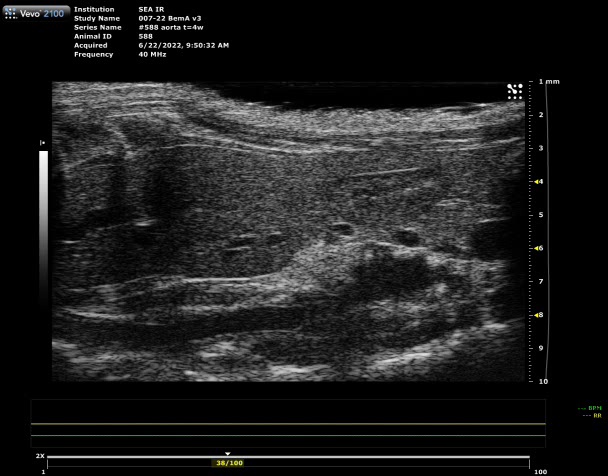 Vevo 2100
Institution SEA IR
Study Name 007-22 BemA v3
Series Name #588 aorta t=4w
Animal ID 588
Acquired 6/22/2022, 9:50:32 AM
Frequency 40 MHz
1 mm
2
3
4
5
6
7
8
9
10
--- BPM
--- RR
2X
38/100
1 100